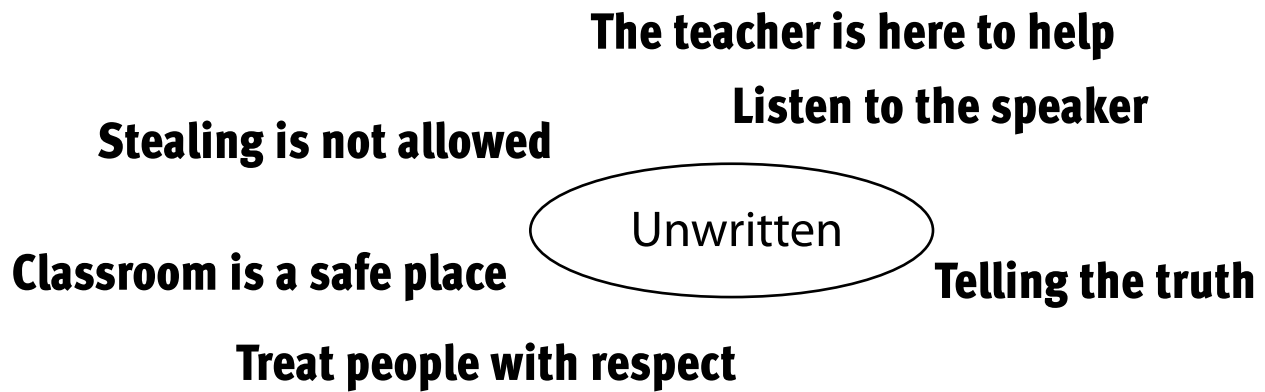 The teacher is here to help
Listen to the speaker
Stealing is not allowed
Unwritten
Classroom is a safe place
Telling the truth
Treat people with respect